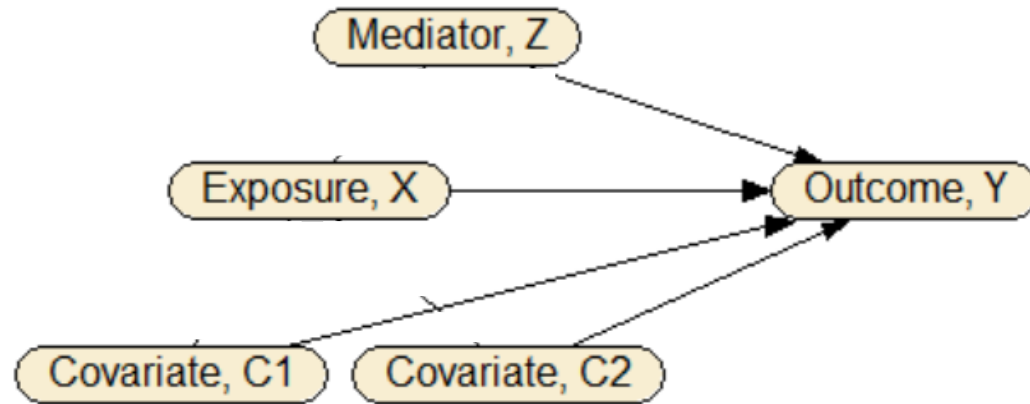 Mediator, Z
Exposure, X
Outcome, Y
Covariate, C1
Covariate, C2